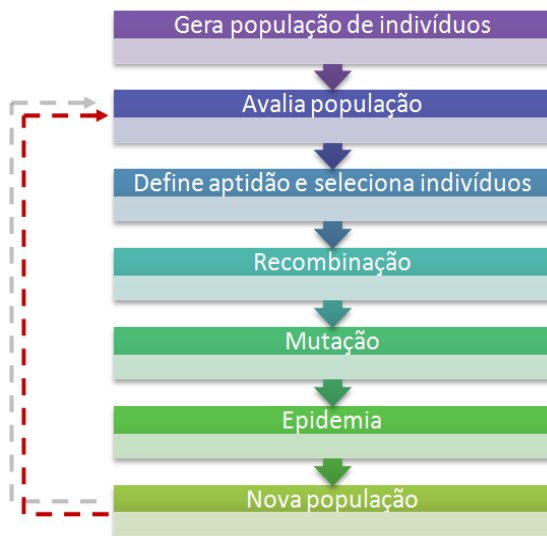 Gera população de indivíduos
Avalia população
Define aptidão e seleciona indivíduos
Recombinação
Mutação
Epidemia
Nova população